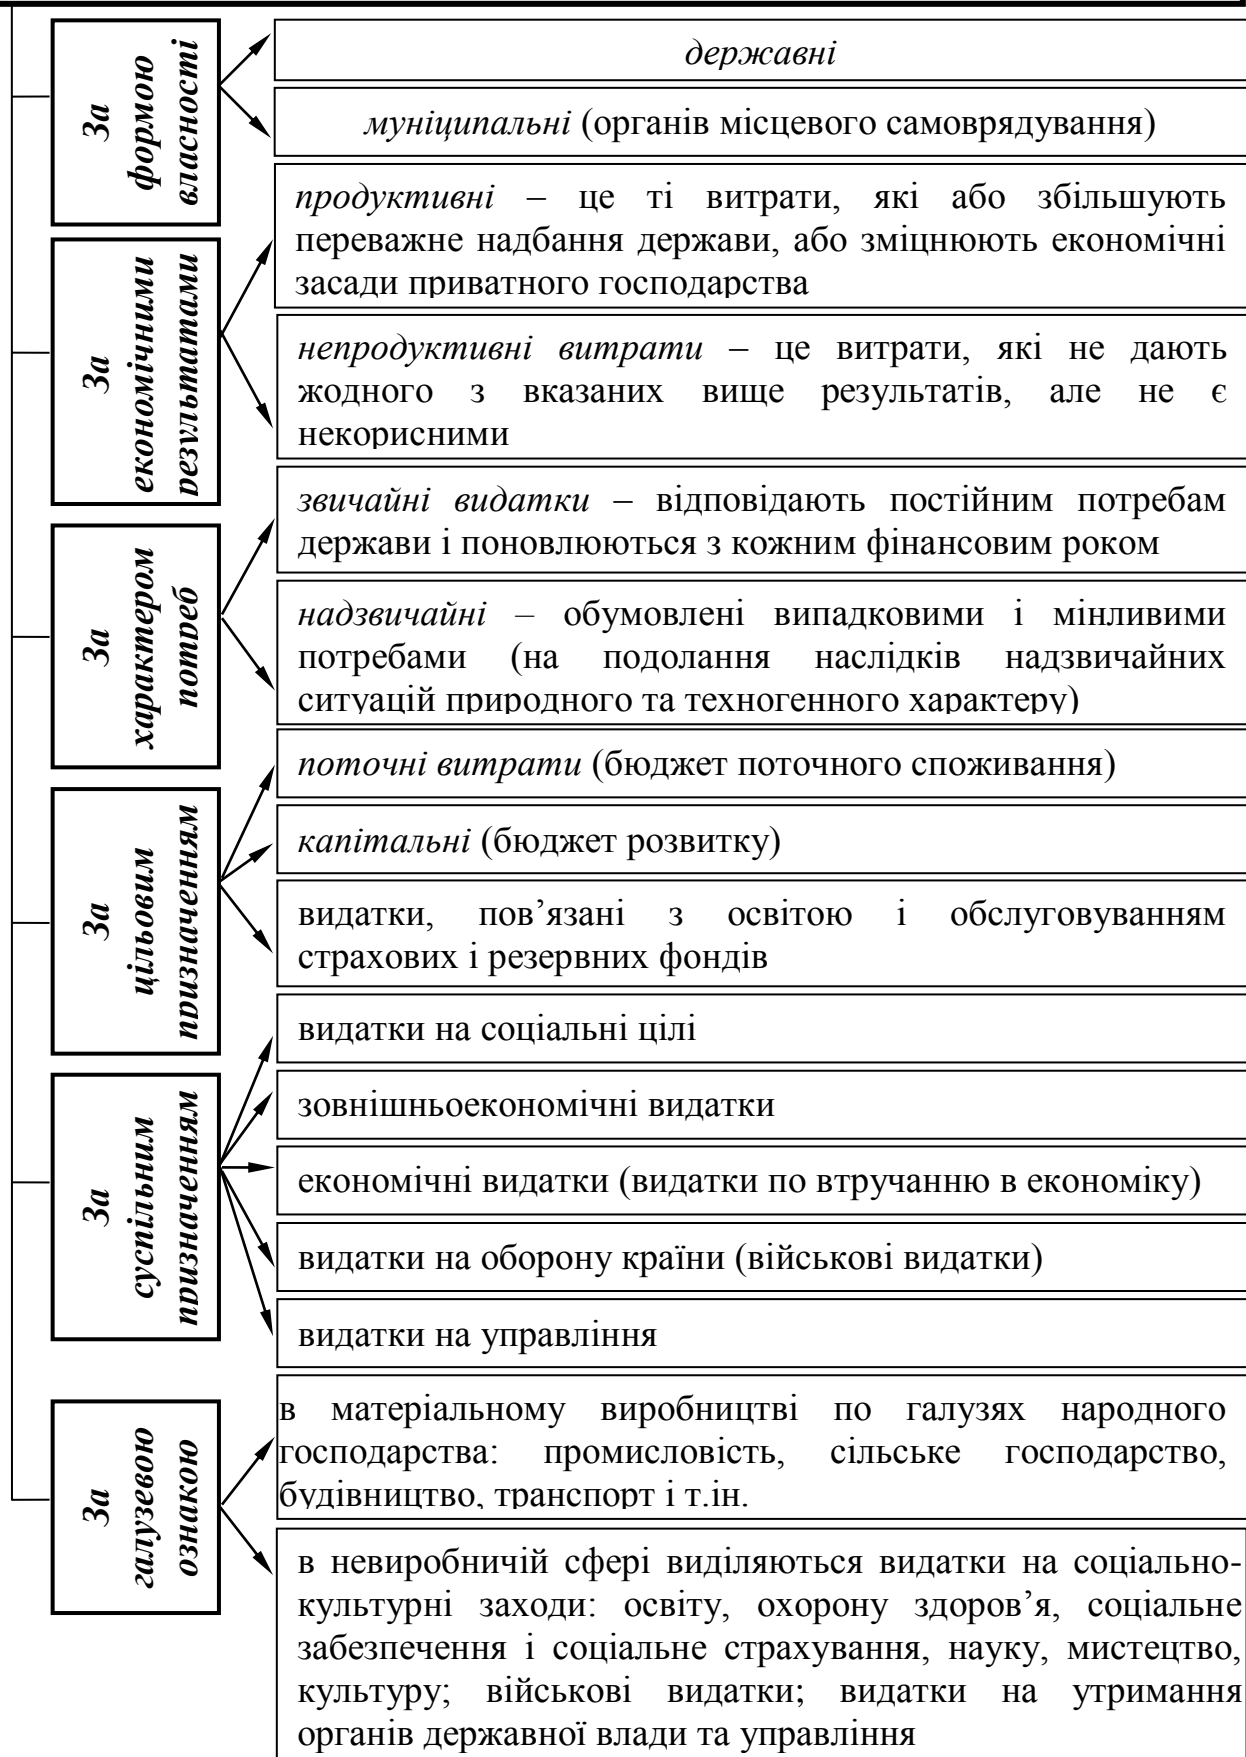 За
формою
власності
державні
муніципальні (органів місцевого самоврядування)
За
економічними
результатами
продуктивні – це ті витрати, які або збільшують
переважне надбання держави, або зміцнюють економічні
засади приватного господарства
непродуктивні витрати – це витрати, які не дають
жодного з вказаних вище результатів, але не є
некорисними
За
характером
потреб
звичайні видатки – відповідають постійним потребам
держави і поновлюються з кожним фінансовим роком
надзвичайні – обумовлені випадковими і мінливими
потребами (на подолання наслідків надзвичайних
ситуацій природного та техногенного характеру)
За
цільовим
призначенням
поточні витрати (бюджет поточного споживання)
капітальні (бюджет розвитку)
видатки, пов’язані з освітою і обслуговуванням
страхових і резервних фондів
За
суспільним
призначенням
видатки на соціальні цілі
зовнішньоекономічні видатки
економічні видатки (видатки по втручанню в економіку)
видатки на оборону країни (військові видатки)
видатки на управління
За
галузевою
ознакою
в матеріальному виробництві по галузях народного
господарства: промисловість, сільське господарство,
будівництво, транспорт і т.ін.
в невиробничій сфері виділяються видатки на соціально-
культурні заходи: освіту, охорону здоров’я, соціальне
забезпечення і соціальне страхування, науку, мистецтво,
культуру; військові видатки; видатки на утримання
органів державної влади та управління